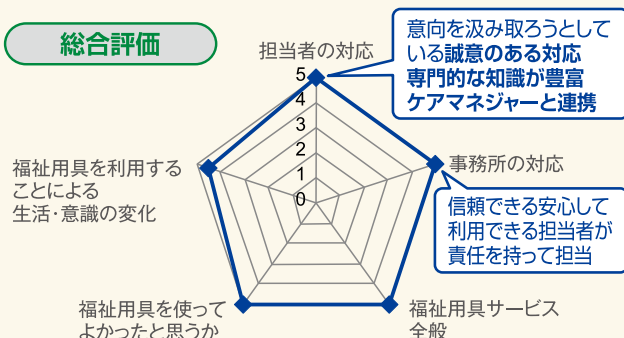 総合評価
担当者の対応
意向を汲み取ろうとして
いる誠意のある対応
専門的な知識が豊富
ケアマネジャーと連携
5
4
3
2
1
0
事務所の対応
信頼できる安心して
利用できる担当者が
責任を持って担当
福祉用具を利用する
ことによる
生活・意識の変化
福祉用具を使って
よかったと思うか
福祉用具サービス
全般